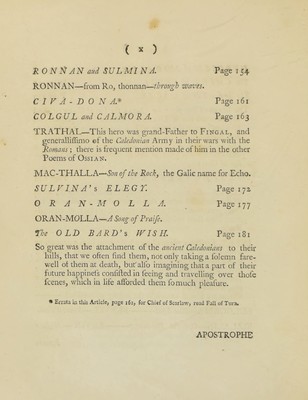 ( x )
RONNAN and SULMINA. Page 154
RONNAN—from Ro, thonnan—through waves.
CIVA-DONA.* Page 161
COLGUL and CALMORA. Page 163
TRATHAL—This hero was grand-Father to FINGAL, and
generalissimo of the Caledonian Army in their wars with the
Romans; there is frequent mention made of him in the other
Poems of OSSIAN.
MAC-THALLA—Son of the Rock, the Galic name for Echo.
SULVINA's ELEGY. Page 172
ORAN-MOLLA. Page 177
ORAN-MOLLA—A Song of Praise.
The OLD BARD's WISH. Page 181
So great was the attachment of the ancient Caledonians to their
hills, that we often find them, not only taking a solemn fare-
wel of them at death, but also imagining that a part of their
future happiness consisted in seeing and travelling over those
scenes, which in life afforded them so much pleasure.
* Errata in this Article, page 162, for Chief of Scarlaw, read Fall of Tura.
APOSTROPHE